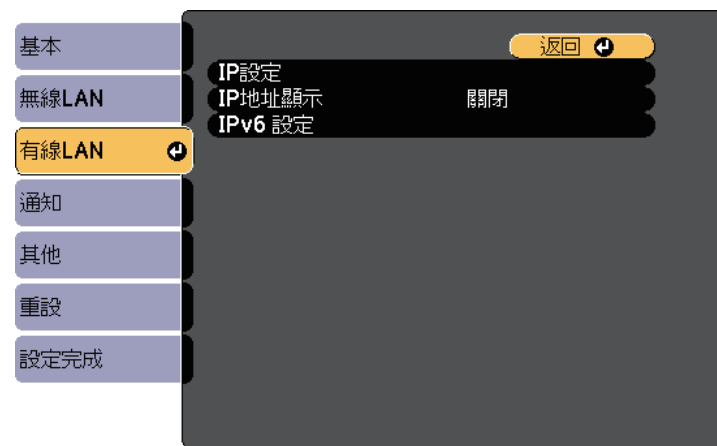 基本
無線LAN
有線LAN
通知
其他
重設
設定完成
返回
IP設定
IP地址顯示 關閉
IPv6 設定